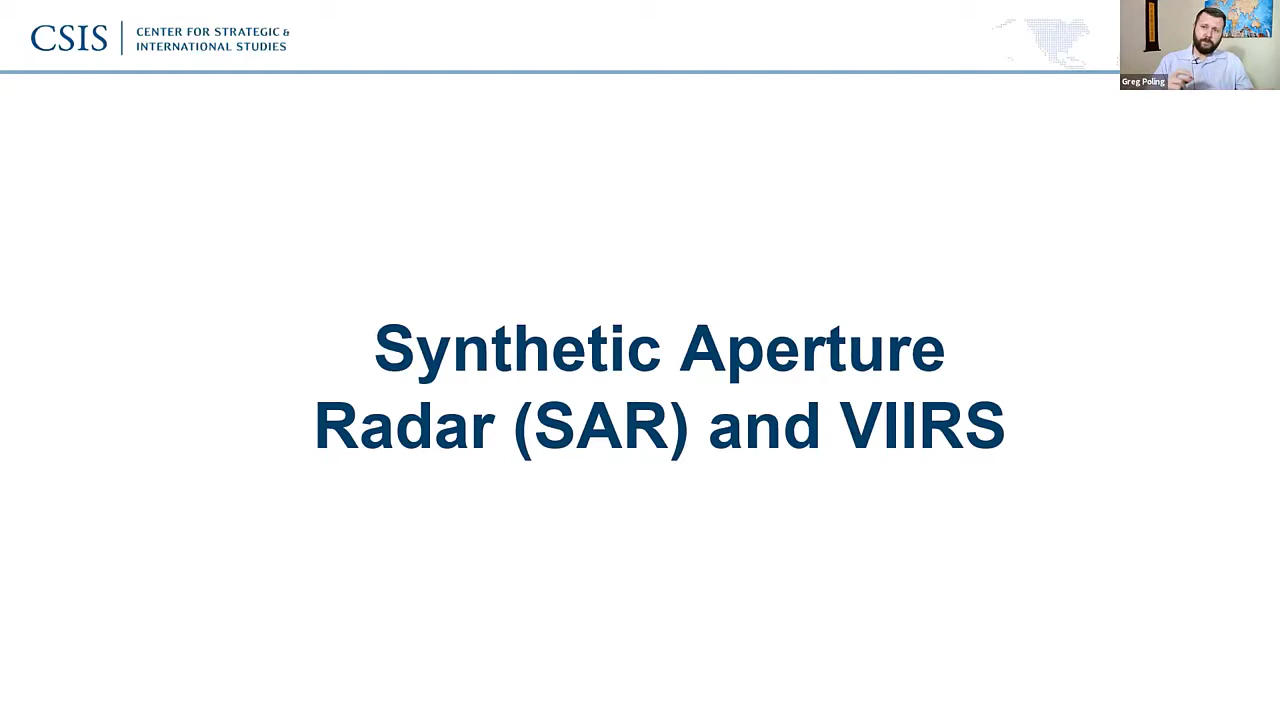 CSIS
CENTER FOR STRATEGIC &
INTERNATIONAL STUDIES
Greg Poling
Synthetic Aperture
Radar (SAR) and VIIRS